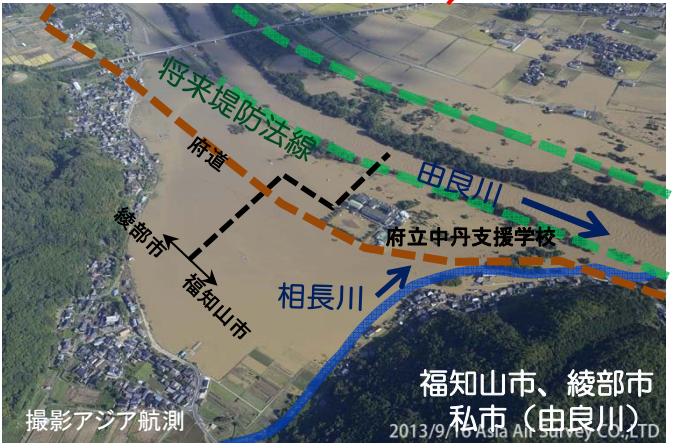 将来堤防法線
府道
由良川
綾部市
福知山市
府立中丹支援学校
相長川
福知山市、綾部市
私市（由良川）
撮影アジア航測
2013/9/16 Asia Air Survey CO.,LTD